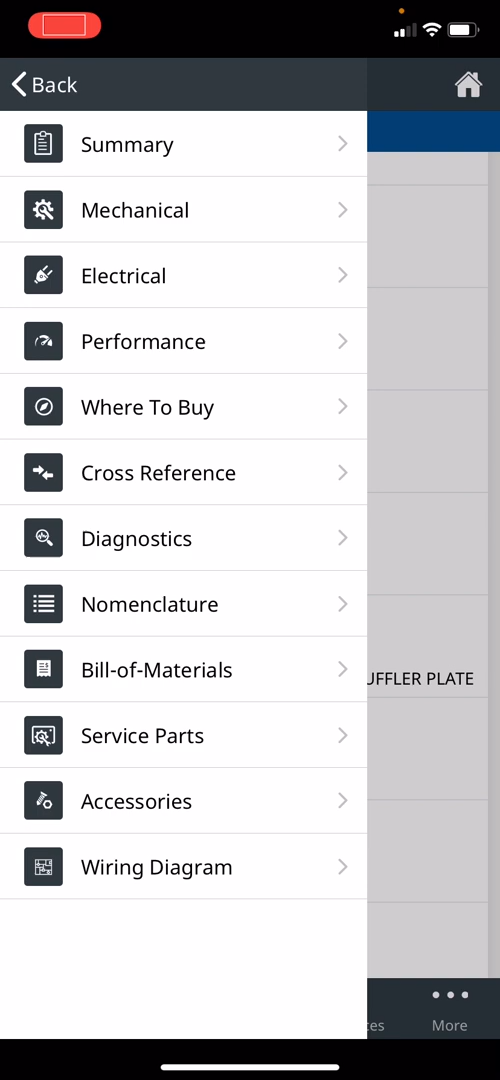 Back
Summary
Mechanical
Electrical
Performance
Where To Buy
Cross Reference
Diagnostics
Nomenclature
Bill-of-Materials
UFFLER PLATE
Service Parts
Accessories
Wiring Diagram
ces
More